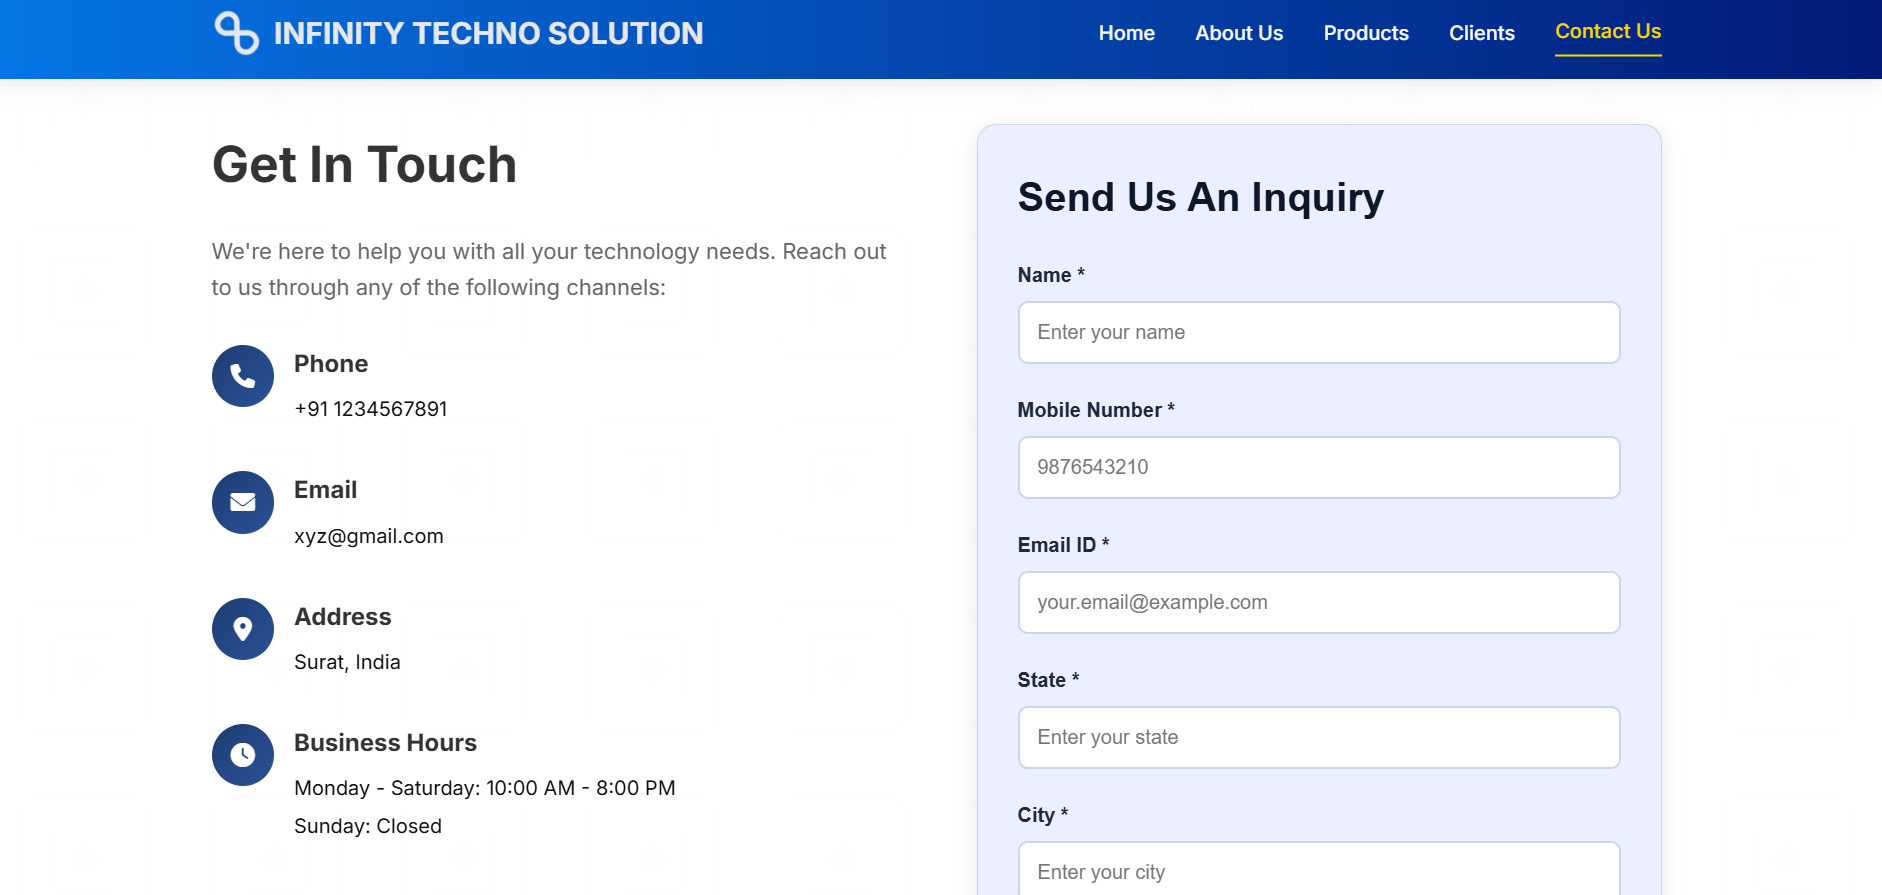 INFINITY TECHNO SOLUTION
Home
About Us
Products
Clients
Contact Us
Get In Touch
We're here to help you with all your technology needs. Reach out
to us through any of the following channels:
Phone
+91 1234567891
Email
xyz@gmail.com
Address
Surat, India
Business Hours
Monday - Saturday: 10:00 AM - 8:00 PM
Sunday: Closed
Send Us An Inquiry
Name *
Enter your name
Mobile Number *
9876543210
Email ID *
your.email@example.com
State *
Enter your state
City *
Enter your city